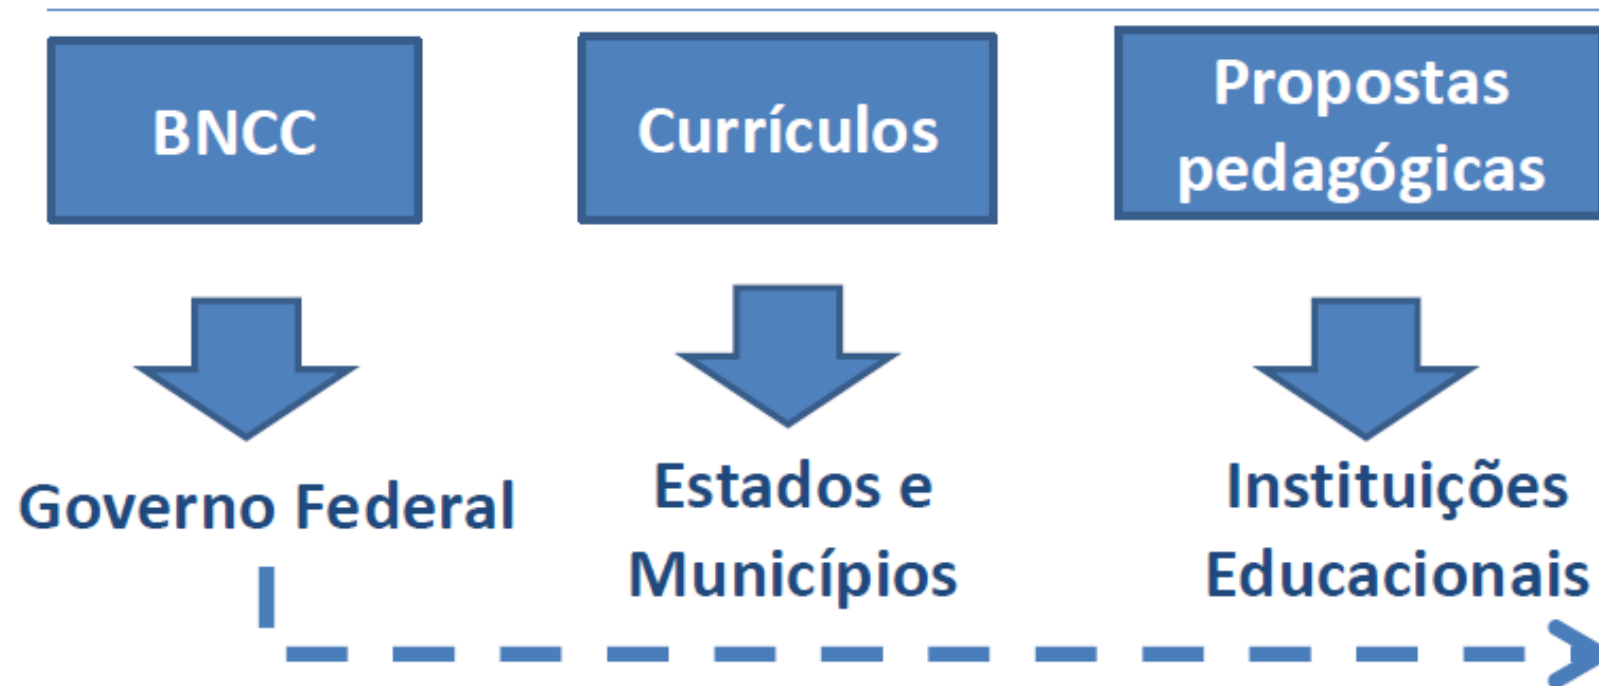 BNCC
Currículos
Propostas
pedagógicas
Governo Federal
Estados e
Municípios
Instituições
Educacionais